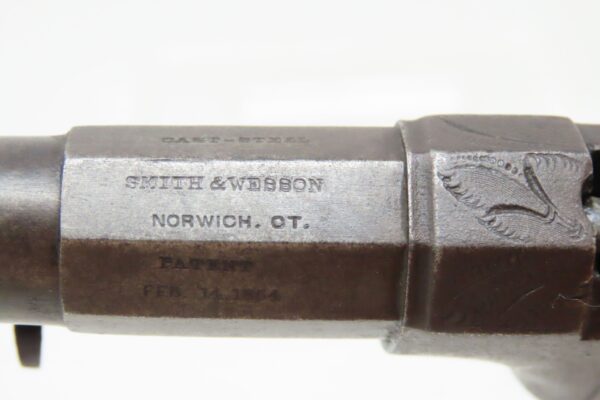 CAST-STEEL
SMITH & WESSON
NORWICH. CT.
PATENT
FEB. 14. 1854